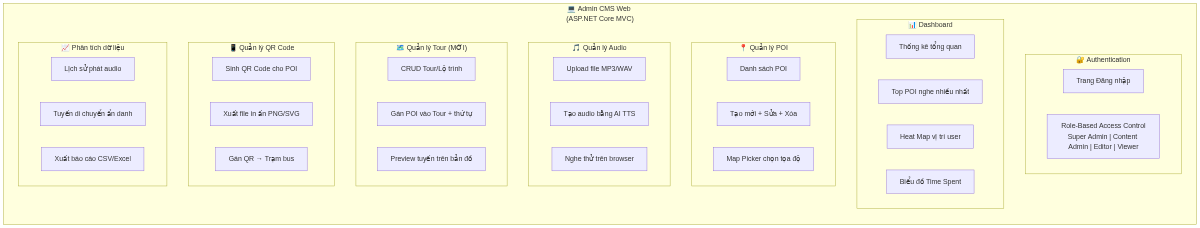 💻 Admin CMS Web
(ASP.NET Core MVC)
📈 Phân tích dữ liệu
Lịch sử phát audio
Tuyến di chuyển ẩn danh
Xuất báo cáo CSV/Excel
📱 Quản lý QR Code
Sinh QR Code cho POI
Xuất file in ấn PNG/SVG
Gán QR → Trạm bus
🗺️ Quản lý Tour (MỚI)
CRUD Tour/Lộ trình
Gán POI vào Tour + thứ tự
Preview tuyến trên bản đồ
🎵 Quản lý Audio
Upload file MP3/WAV
Tạo audio bằng AI TTS
Nghe thử trên browser
📍 Quản lý POI
Danh sách POI
Tạo mới + Sửa + Xóa
Map Picker chọn tọa độ
📊 Dashboard
Thống kê tổng quan
Top POI nghe nhiều nhất
Heat Map vị trí user
Biểu đồ Time Spent
🔐 Authentication
Trang Đăng nhập
Role-Based Access Control
Super Admin | Content
Admin | Editor | Viewer